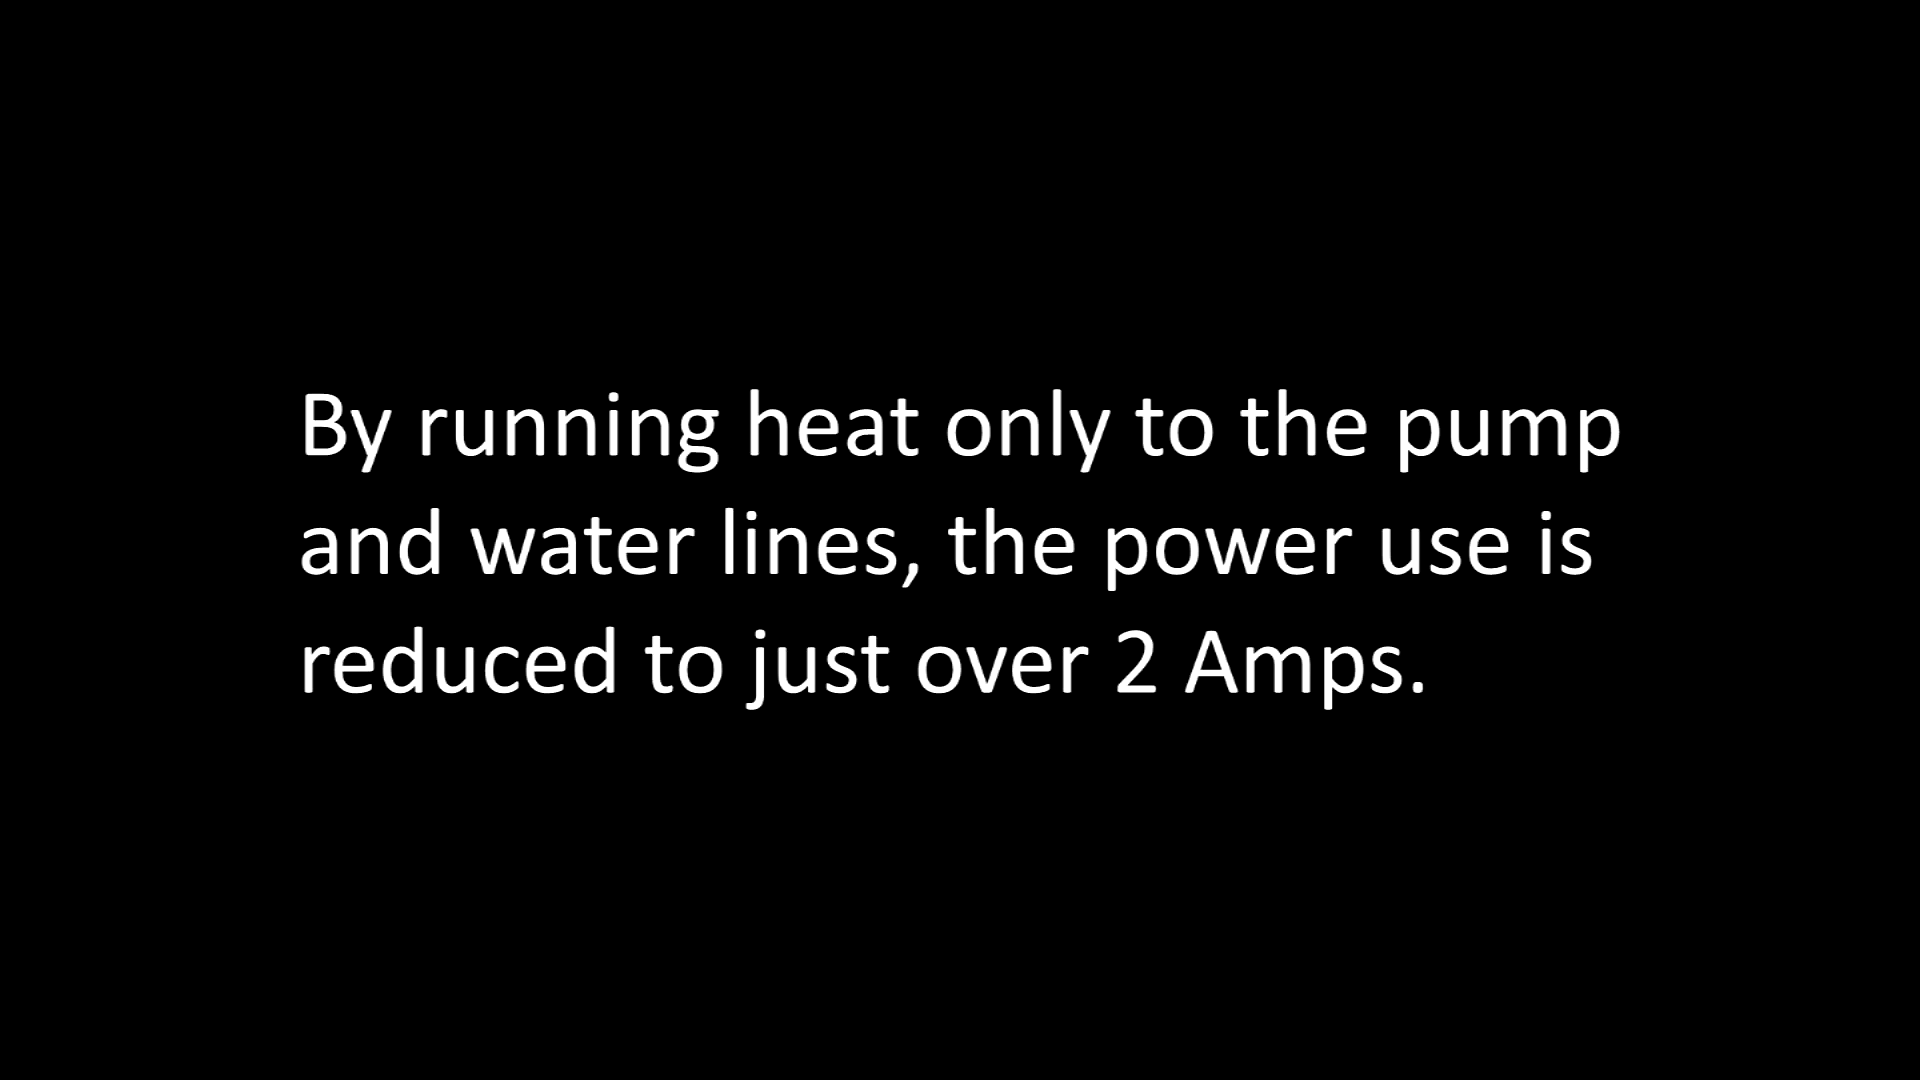 By running heat only to the pump
and water lines, the power use is
reduced to just over 2 Amps.